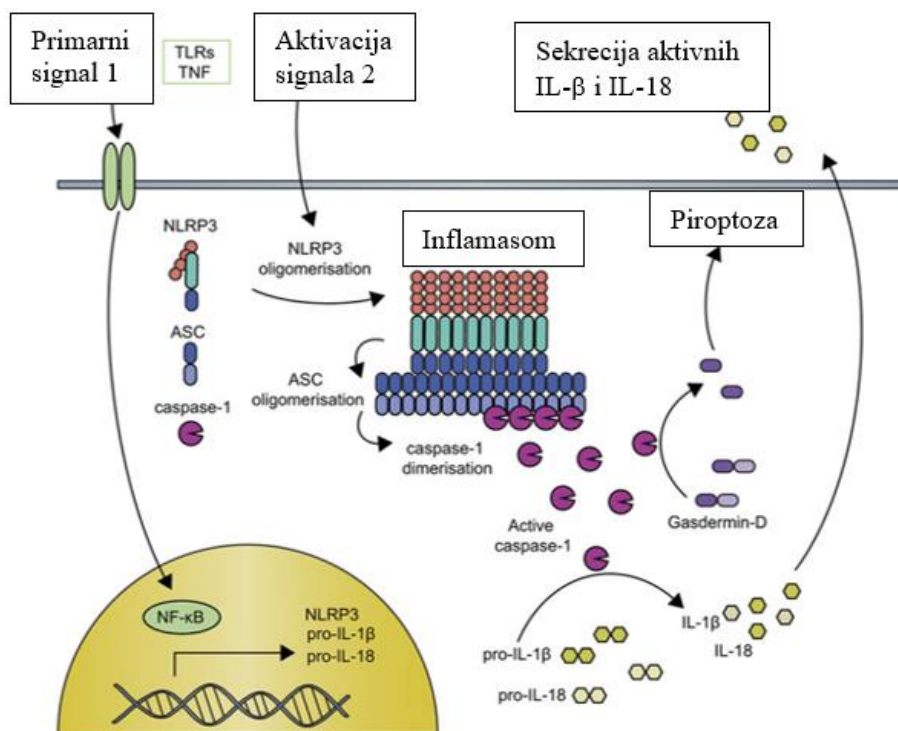 Primarni
signal 1
TLRs
TNF
Aktivacija
signala 2
Sekrecija aktivnih
IL-β i IL-18
NLRP3
NLRP3
oligomerisation
Inflamasom
Piroptoza
ASC
ASC
oligomerisation
caspase-1
caspase-1
dimerisation
Active
caspase-1
Gasdermin-D
NF-κB
NLRP3
pro-IL-1β
pro-IL-18
pro-IL-1β
pro-IL-18
IL-1β
IL-18